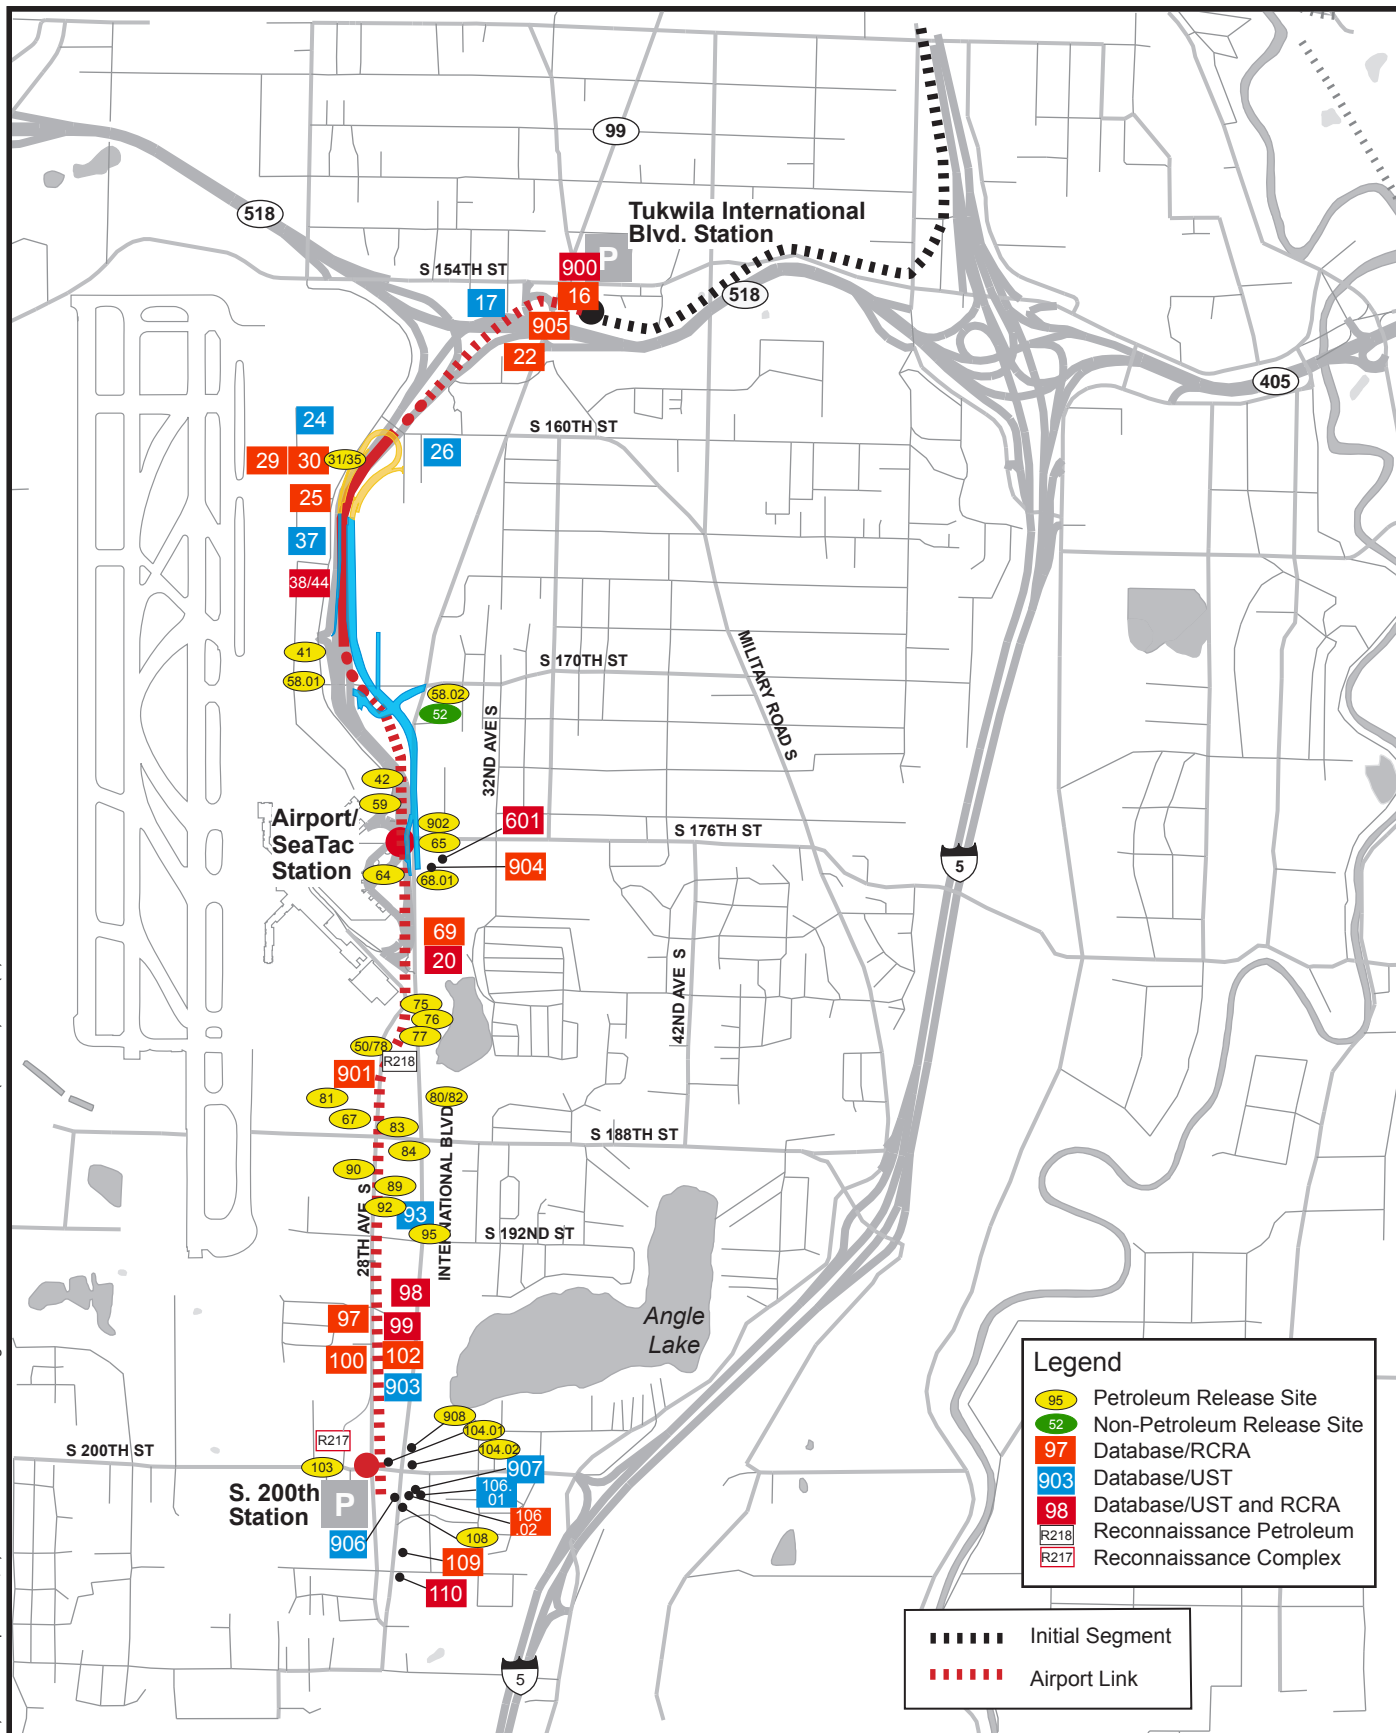 99
518
Tukwila International
Blvd. Station
P
S 154TH ST
900
16
17
518
905
22
405
24
S 160TH ST
26
29
30
31/35
25
37
38/44
41
S 170TH ST
MILITARY ROAD S
58.01
58.02
52
32ND AVE S
42
59
Airport/
SeaTac
Station
902
601
S 176TH ST
65
5
904
64
68.01
69
20
42ND AVE S
75
76
77
50/78
R218
901
81
80/82
67
83
S 188TH ST
84
90
89
INTERNATIONAL BLVD
28TH AVE S
92
93
95
S 192ND ST
98
97
99
Angle
Lake
100
102
903
908
104.01
R217
S 200TH ST
104.02
103
907
S. 200th
Station
P
106.
01
106
.02
906
108
109
110
5
Legend
95 Petroleum Release Site
52 Non-Petroleum Release Site
97 Database/RCRA
903 Database/UST
98 Database/UST and RCRA
R218 Reconnaissance Petroleum
R217 Reconnaissance Complex
Initial Segment
Airport Link